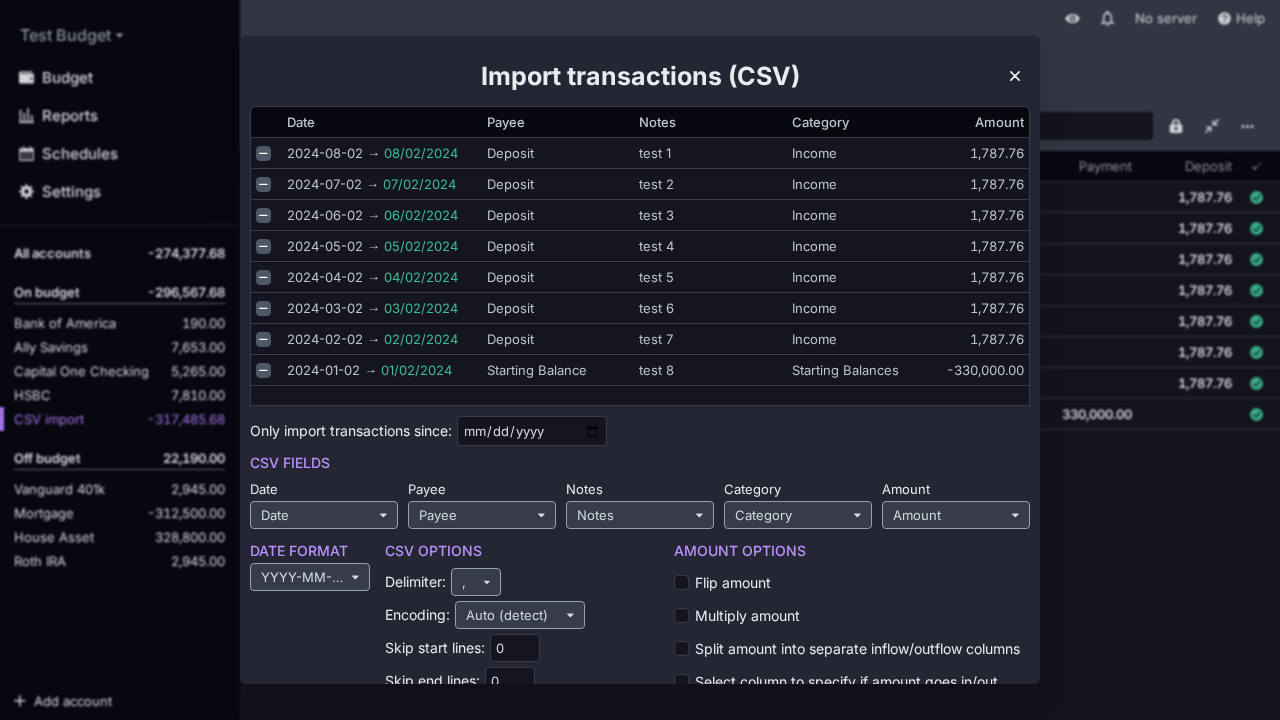 Test Budget
Budget
Reports
Schedules
Settings
All accounts -274,377.68
On budget -296,567.68
Bank of America 190.00
Ally Savings 7,653.00
Capital One Checking 5,265.00
HSBC 7,810.00
CSV import -317,485.68
Off budget 22,190.00
Vanguard 401k 2,945.00
Mortgage -312,500.00
House Asset 328,800.00
Roth IRA 2,945.00
Add account
No server Help
Import transactions (CSV)
Date Payee Notes Category Amount
2024-08-02 → 08/02/2024 Deposit test 1 Income 1,787.76
2024-07-02 → 07/02/2024 Deposit test 2 Income 1,787.76
2024-06-02 → 06/02/2024 Deposit test 3 Income 1,787.76
2024-05-02 → 05/02/2024 Deposit test 4 Income 1,787.76
2024-04-02 → 04/02/2024 Deposit test 5 Income 1,787.76
2024-03-02 → 03/02/2024 Deposit test 6 Income 1,787.76
2024-02-02 → 02/02/2024 Deposit test 7 Income 1,787.76
2024-01-02 → 01/02/2024 Starting Balance test 8 Starting Balances -330,000.00
Only import transactions since: mm/dd/yyyy
CSV FIELDS
Date Payee Notes Category Amount
Date Payee Notes Category Amount
DATE FORMAT
YYYY-MM-...
CSV OPTIONS
Delimiter: ,
Encoding: Auto (detect)
Skip start lines: 0
Skip end lines: 0
AMOUNT OPTIONS
Flip amount
Multiply amount
Split amount into separate inflow/outflow columns
Select column to specify if amount goes in/out
Payment Deposit ✓
1,787.76
1,787.76
1,787.76
1,787.76
1,787.76
1,787.76
1,787.76
330,000.00